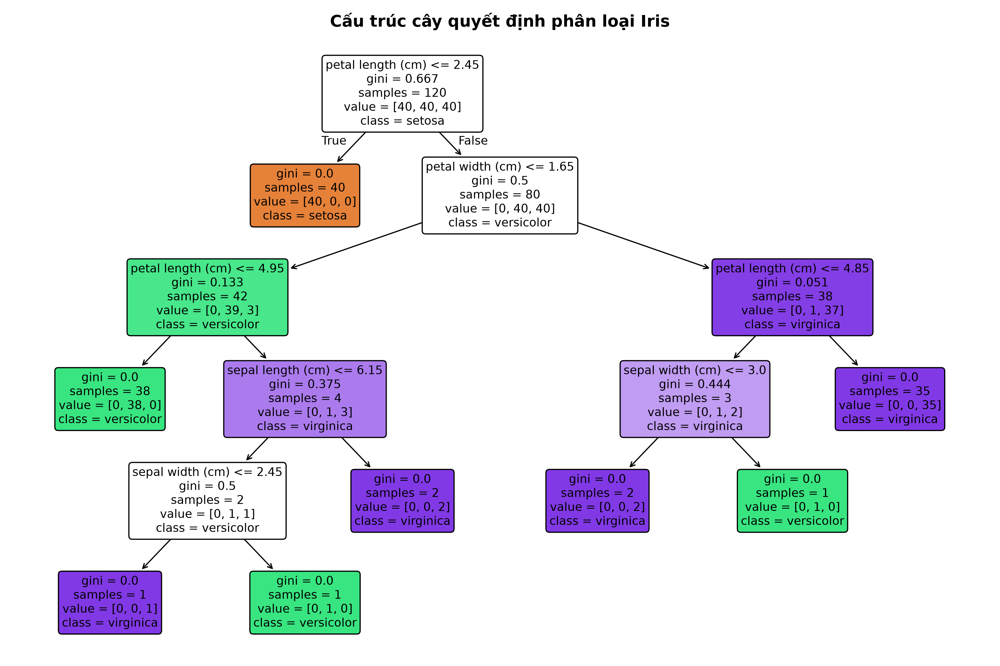 Cấu trúc cây quyết định phân loại Iris
petal length (cm) <= 2.45
gini = 0.667
samples = 120
value = [40, 40, 40]
class = setosa
True
False
gini = 0.0
samples = 40
value = [40, 0, 0]
class = setosa
petal width (cm) <= 1.65
gini = 0.5
samples = 80
value = [0, 40, 40]
class = versicolor
petal length (cm) <= 4.95
gini = 0.133
samples = 42
value = [0, 39, 3]
class = versicolor
petal length (cm) <= 4.85
gini = 0.051
samples = 38
value = [0, 1, 37]
class = virginica
gini = 0.0
samples = 38
value = [0, 38, 0]
class = versicolor
sepal length (cm) <= 6.15
gini = 0.375
samples = 4
value = [0, 1, 3]
class = virginica
sepal width (cm) <= 3.0
gini = 0.444
samples = 3
value = [0, 1, 2]
class = virginica
gini = 0.0
samples = 35
value = [0, 0, 35]
class = virginica
sepal width (cm) <= 2.45
gini = 0.5
samples = 2
value = [0, 1, 1]
class = versicolor
gini = 0.0
samples = 2
value = [0, 0, 2]
class = virginica
gini = 0.0
samples = 2
value = [0, 0, 2]
class = virginica
gini = 0.0
samples = 1
value = [0, 1, 0]
class = versicolor
gini = 0.0
samples = 1
value = [0, 0, 1]
class = virginica
gini = 0.0
samples = 1
value = [0, 1, 0]
class = versicolor